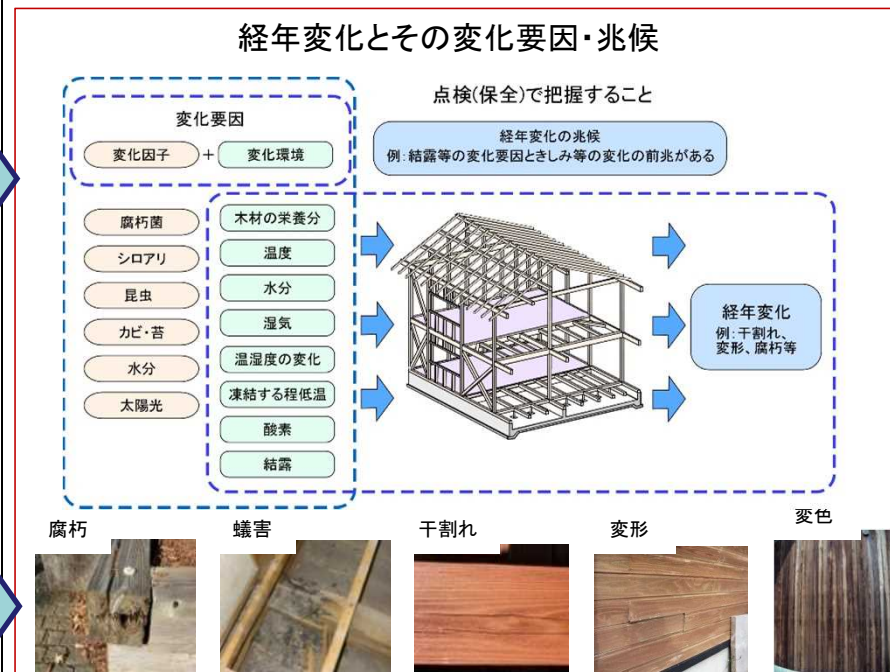 経年変化とその変化要因・兆候
点検(保全)で把握すること
変化要因
変化因子
+
変化環境
経年変化の兆候
例:結露等の変化要因ときしみ等の変化の前兆がある
腐朽菌
シロアリ
昆虫
カビ・苔
水分
太陽光
木材の栄養分
温度
水分
湿気
温湿度の変化
凍結する程低温
酸素
結露
経年変化
例:干割れ、
変形、腐朽等
腐朽
蟻害
干割れ
変形
変色